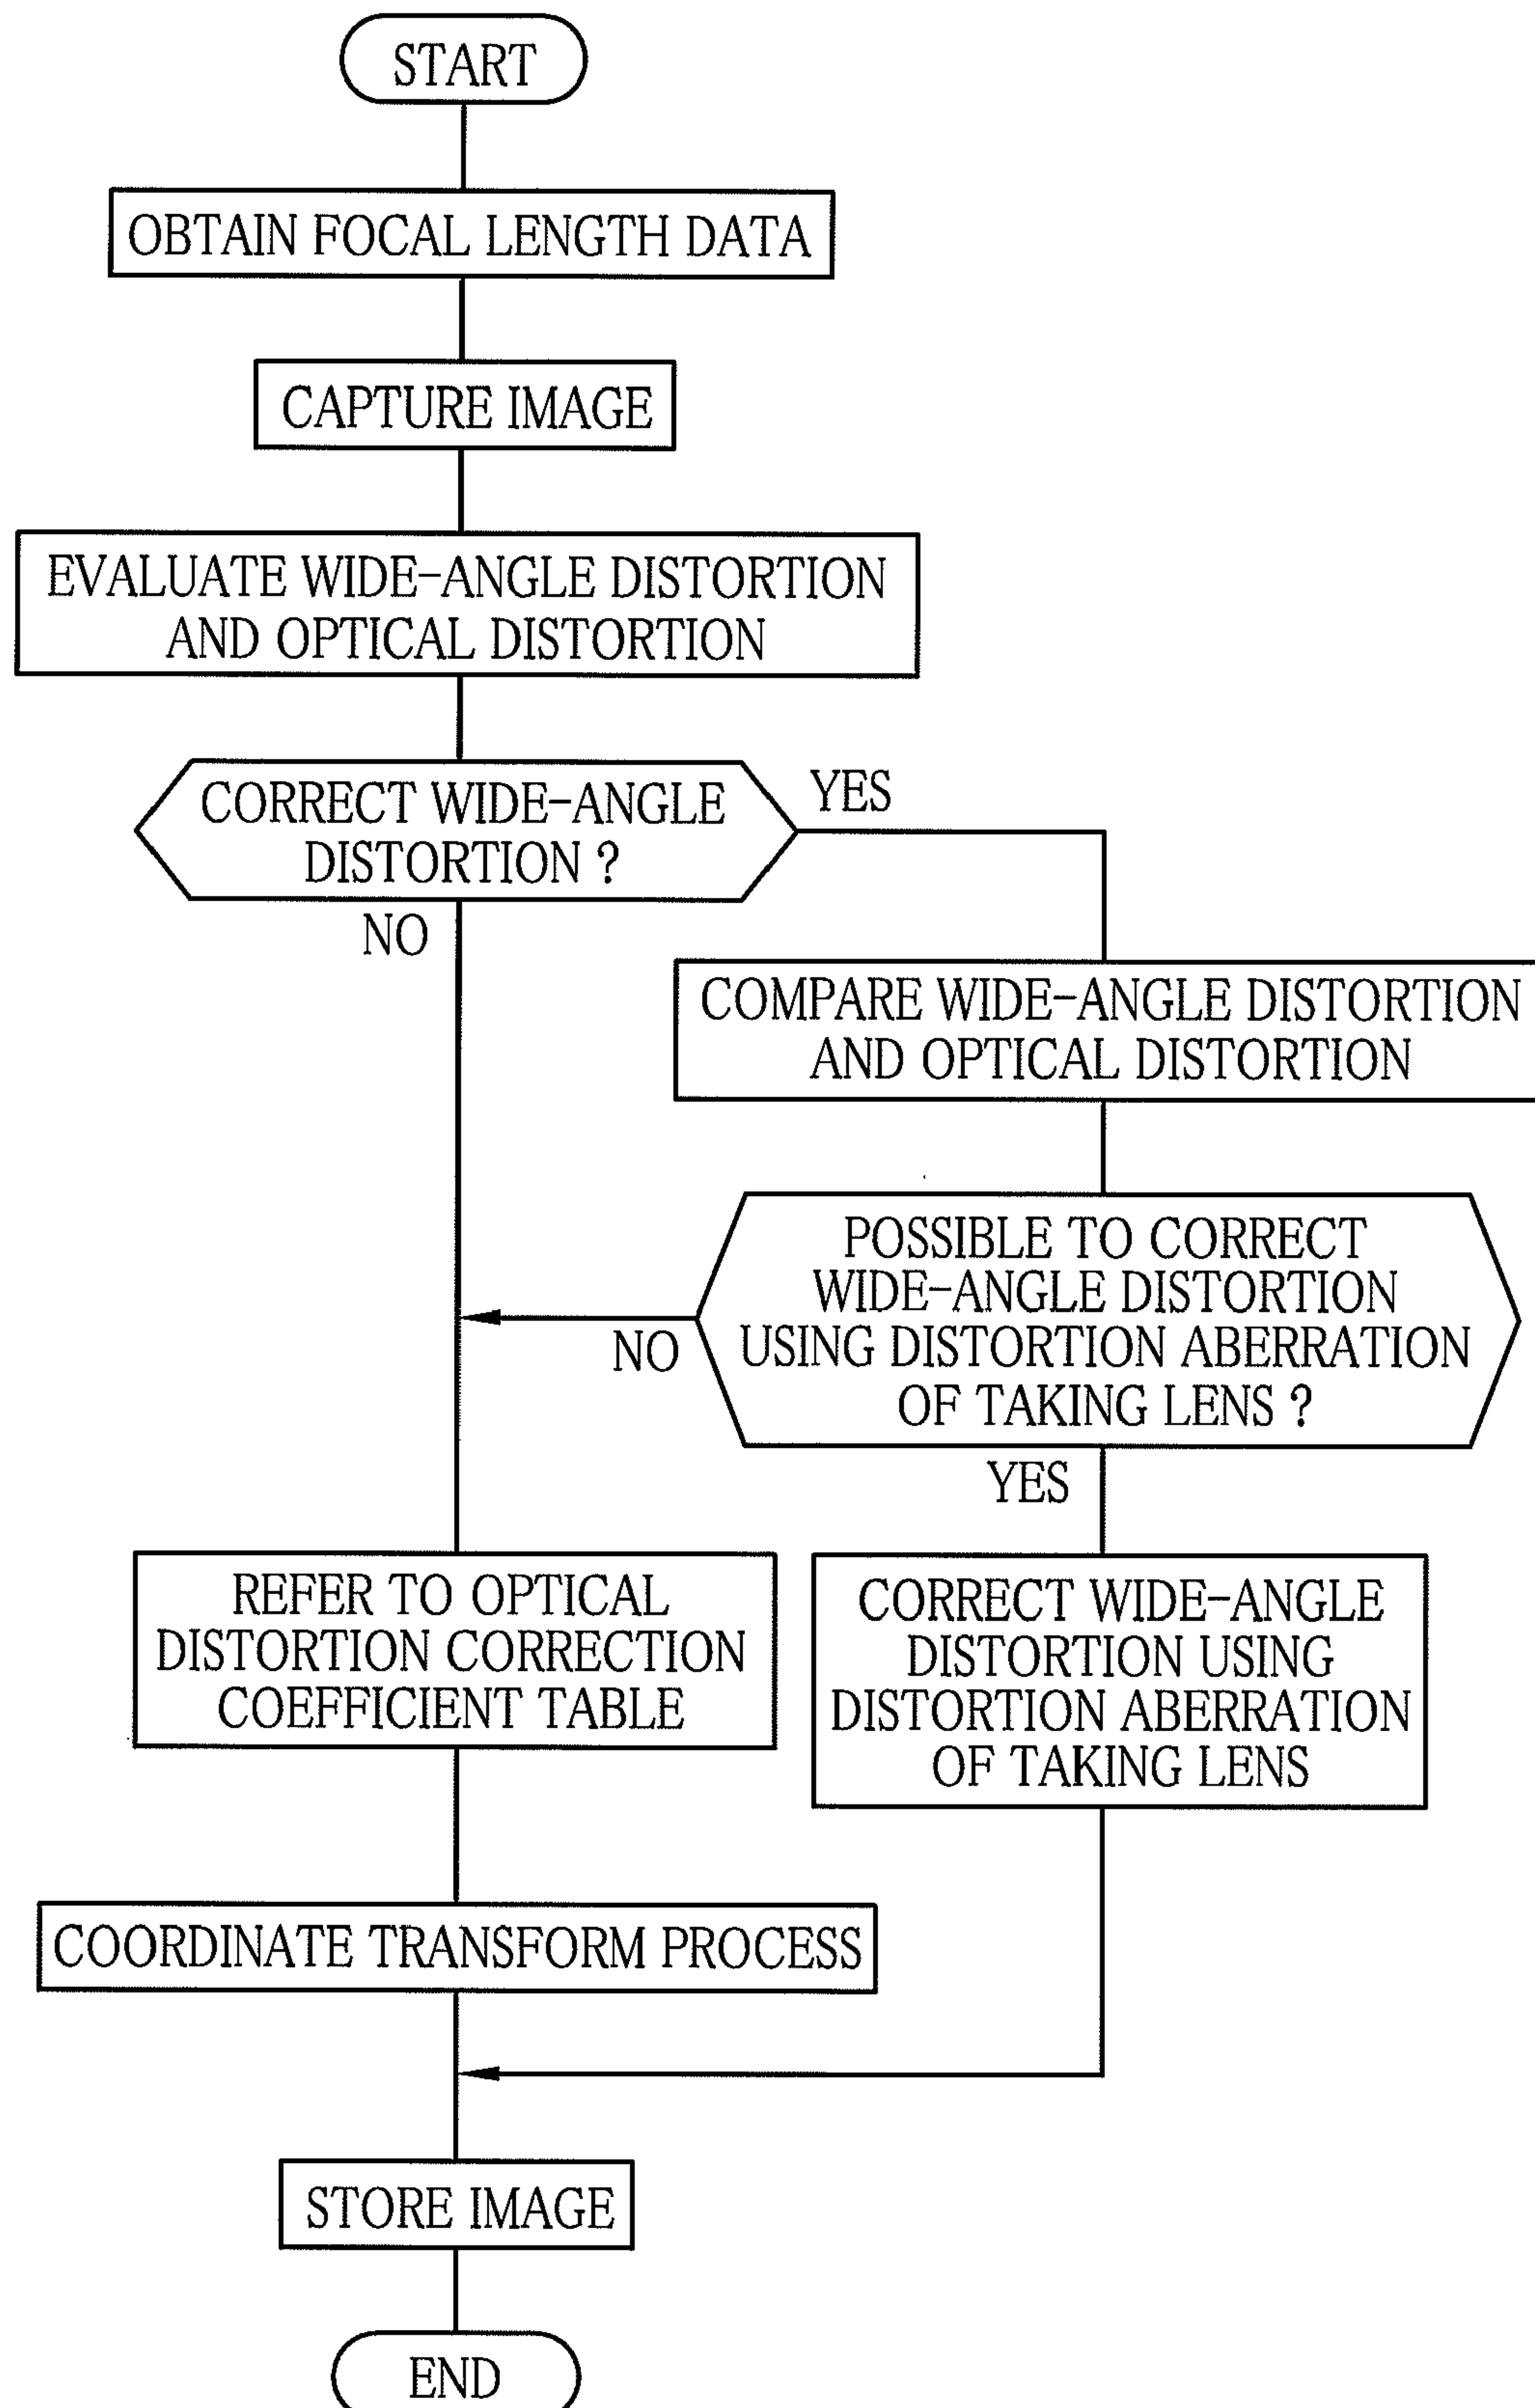 START
OBTAIN FOCAL LENGTH DATA
CAPTURE IMAGE
EVALUATE WIDE-ANGLE DISTORTION
AND OPTICAL DISTORTION
CORRECT WIDE-ANGLE
DISTORTION ?
YES
NO
COMPARE WIDE-ANGLE DISTORTION
AND OPTICAL DISTORTION
POSSIBLE TO CORRECT
WIDE-ANGLE DISTORTION
USING DISTORTION ABERRATION
OF TAKING LENS ?
NO
YES
REFER TO OPTICAL
DISTORTION CORRECTION
COEFFICIENT TABLE
CORRECT WIDE-ANGLE
DISTORTION USING
DISTORTION ABERRATION
OF TAKING LENS
COORDINATE TRANSFORM PROCESS
STORE IMAGE
END